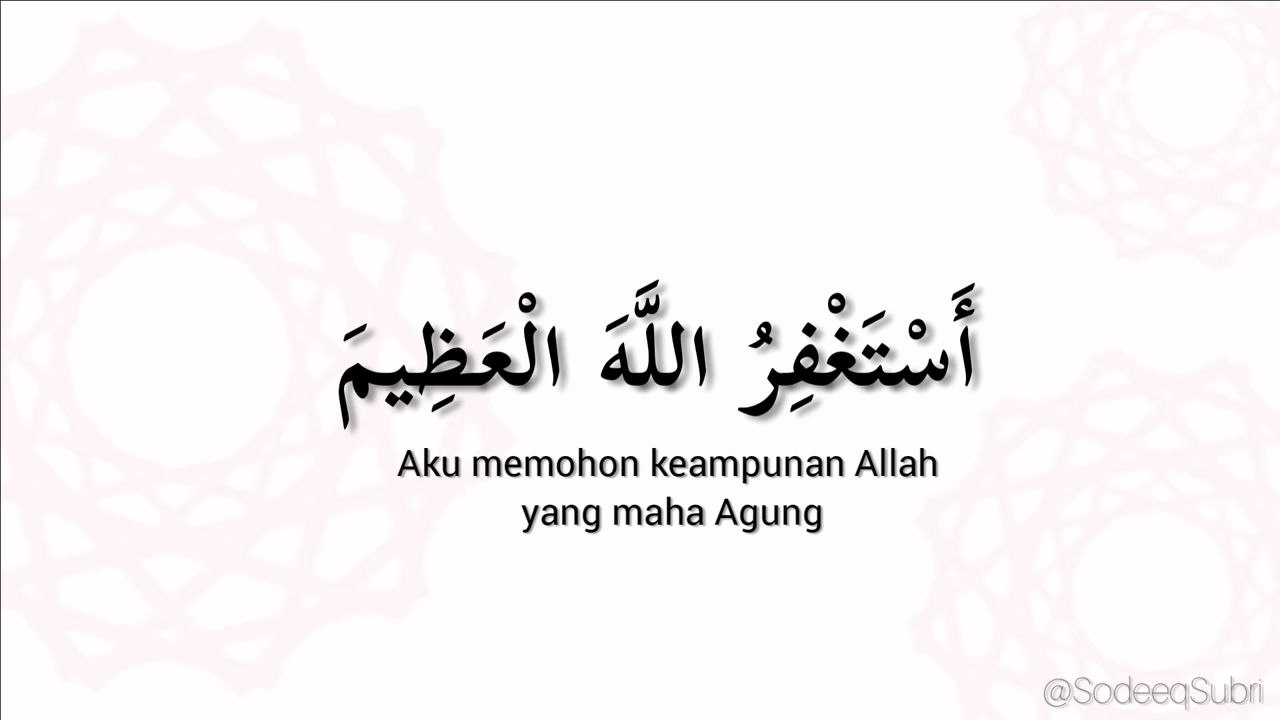 أَسْتَغْفِرُ اللَّهَ الْعَظِيمَ
Aku memohon keampunan Allah
yang maha Agung
@SodeeqSubri